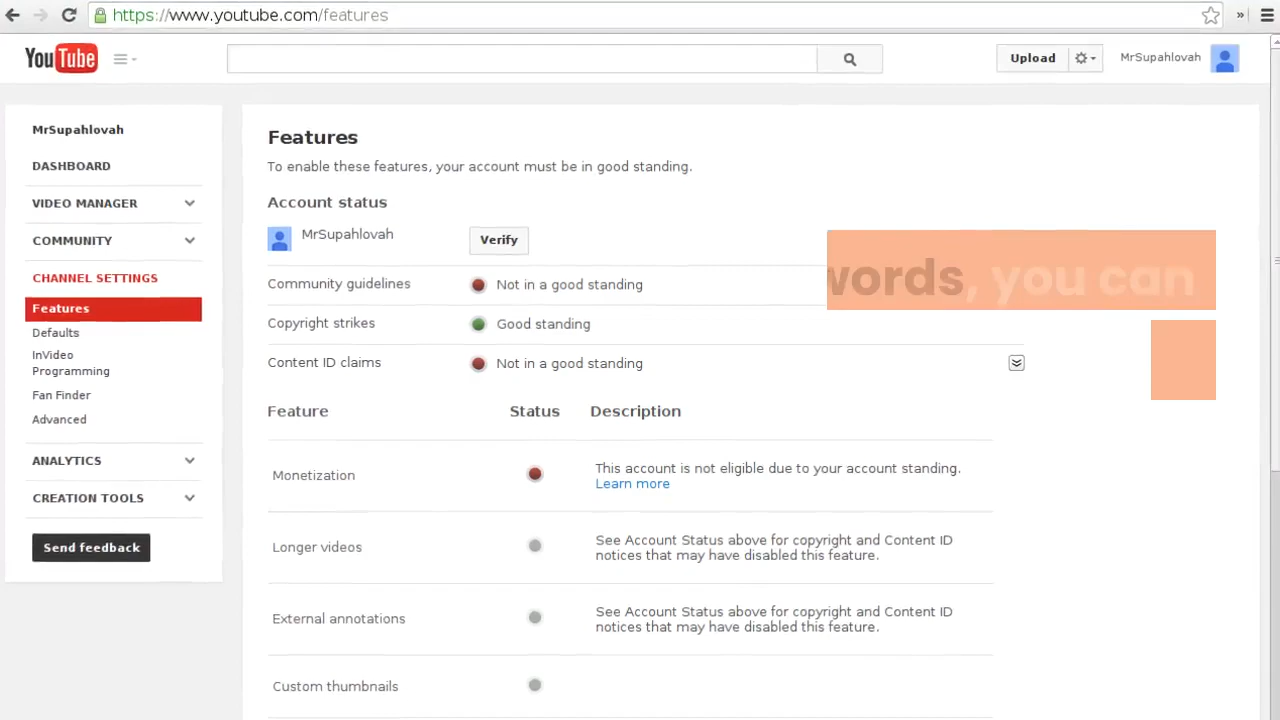 https://www.youtube.com/features
YouTube
Upload
MrSupahlovah
MrSupahlovah
DASHBOARD
VIDEO MANAGER
COMMUNITY
CHANNEL SETTINGS
Features
Defaults
InVideo
Programming
Fan Finder
Advanced
ANALYTICS
CREATION TOOLS
Send feedback
Features
To enable these features, your account must be in good standing.
Account status
MrSupahlovah Verify
Community guidelines Not in a good standing
Copyright strikes Good standing
Content ID claims Not in a good standing
words, you can
Feature Status Description
Monetization This account is not eligible due to your account standing.
Learn more
Longer videos See Account Status above for copyright and Content ID
notices that may have disabled this feature.
External annotations See Account Status above for copyright and Content ID
notices that may have disabled this feature.
Custom thumbnails